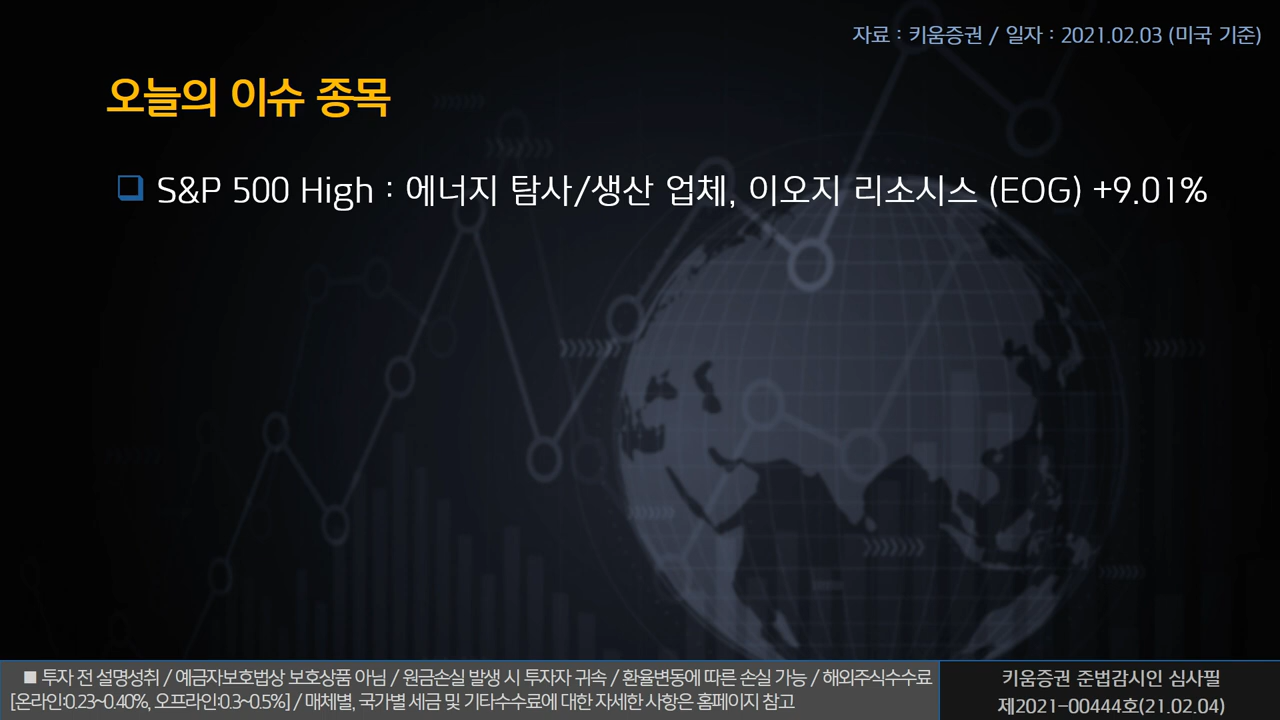 자료 : 키움증권 / 일자 : 2021.02.03 (미국 기준)
오늘의 이슈 종목
❑ S&P 500 High : 에너지 탐사/생산 업체, 이오지 리소시스 (EOG) +9.01%
■ 투자 전 설명청취 / 예금자보호법상 보호상품 아님 / 원금손실 발생 시 투자자 귀속 / 환율변동에 따른 손실 가능 / 해외주식수수료
[온라인:0.23~0.40%, 오프라인:0.3~0.5%] / 매체별, 국가별 세금 및 기타수수료에 대한 자세한 사항은 홈페이지 참고
키움증권 준법감시인 심사필
제2021-00444호(21.02.04)